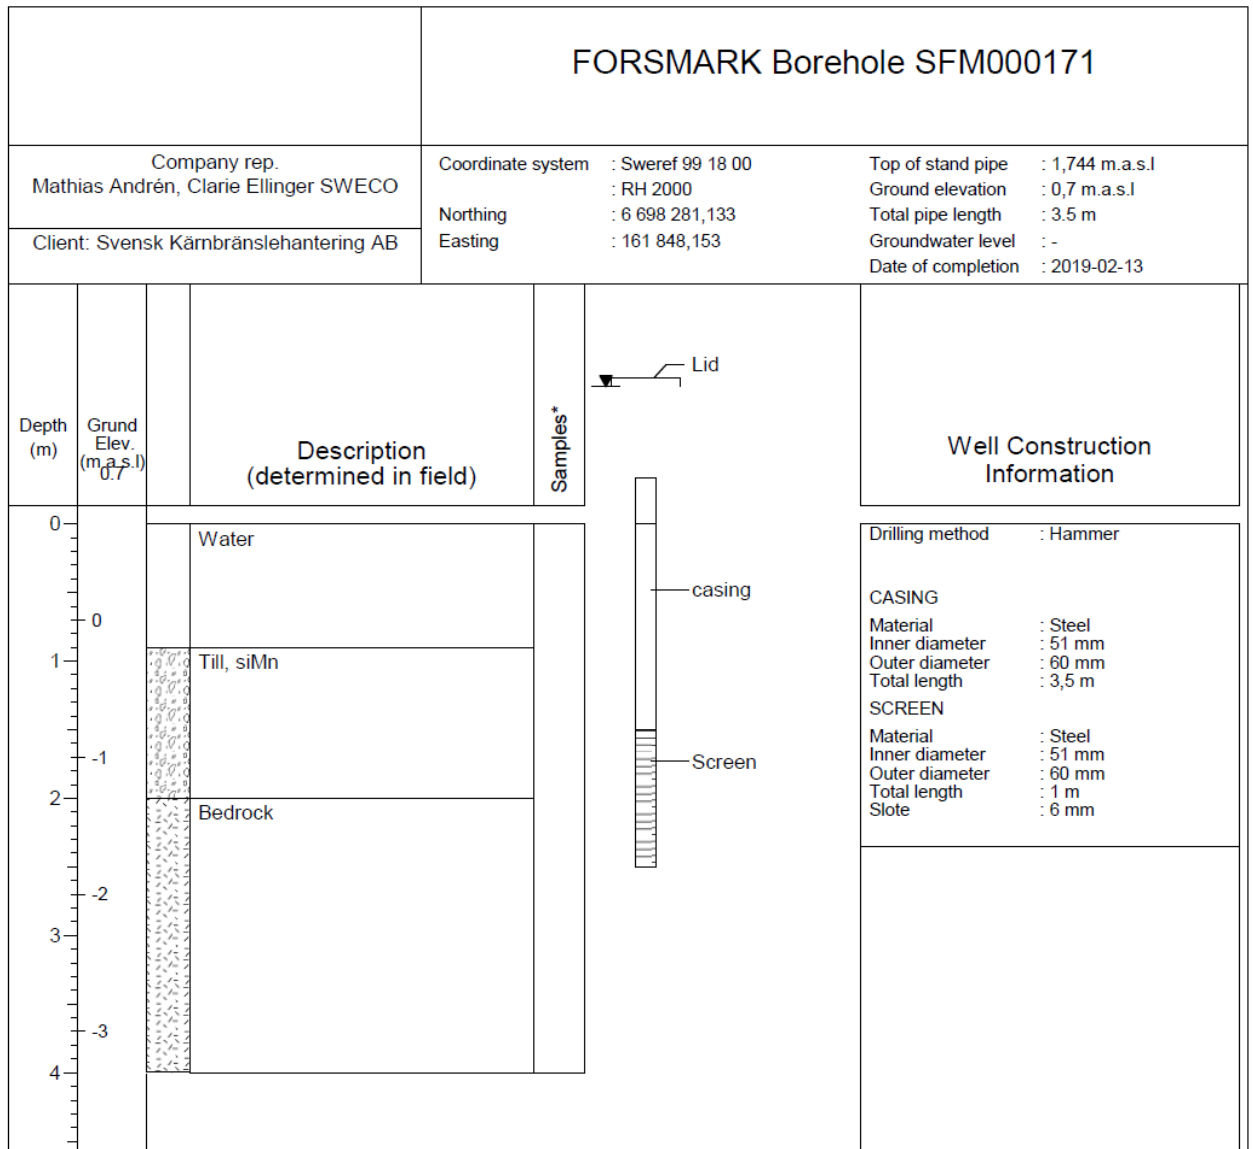 FORSMARK Borehole SFM000171
Company rep.
Mathias Andrén, Clarie Ellinger SWECO
Client: Svensk Kärnbränslehantering AB
Coordinate system : Sweref 99 18 00
: RH 2000
Northing : 6 698 281,133
Easting : 161 848,153
Top of stand pipe : 1,744 m.a.s.l
Ground elevation : 0,7 m.a.s.l
Total pipe length : 3.5 m
Groundwater level : -
Date of completion : 2019-02-13
Depth
(m)
Grund
Elev.
(m.a.s.l)
0.7
Description
(determined in field)
Samples*
Lid
Well Construction
Information
0
Water
0
1
Till, siMn
-1
2
Bedrock
-2
3
-3
4
casing
Screen
Drilling method : Hammer
CASING
Material : Steel
Inner diameter : 51 mm
Outer diameter : 60 mm
Total length : 3,5 m
SCREEN
Material : Steel
Inner diameter : 51 mm
Outer diameter : 60 mm
Total length : 1 m
Slote : 6 mm